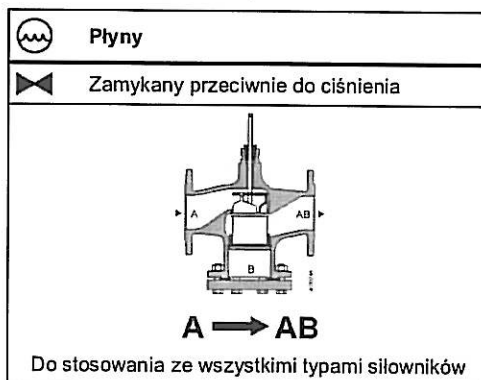 Płyny
Zamykany przeciwnie do ciśnienia
A AB
B
A AB
Do stosowania ze wszystkimi typami siłowników